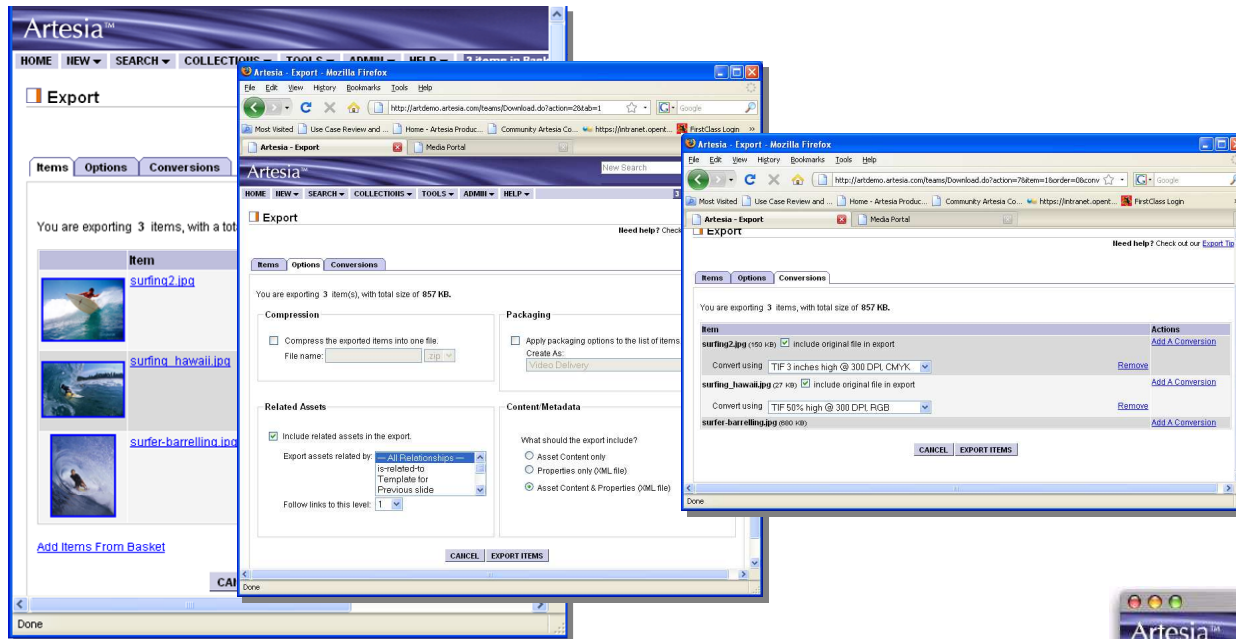 Artesia™
HOME NEW SEARCH COLLECTIONS TOOLS ADMIN HELP 3 items in Bask
Export
Items Options Conversions
You are exporting 3 items, with a tot
Item
surfing2.jpg
surfing_hawaii.jpg
surfer-barrelling.jpg
Add Items From Basket
CAN
Done
Artesia - Export - Mozilla Firefox
File Edit View History Bookmarks Tools Help
http://artdemo.artesia.com/teams/Download.do?action=2&tab=1
Google
Most Visited Use Case Review and ... Home - Artesia Produc... Community Artesia Co... https://intranet.opent... FirstClass Login »
Artesia - Export Media Portal
Artesia™ New Search
HOME NEW SEARCH COLLECTIONS TOOLS ADMIN HELP 3
Export
Need help? Check
Items Options Conversions
You are exporting 3 item(s), with total size of 857 KB.
Compression
Compress the exported items into one file.
File name: .zip
Packaging
Apply packaging options to the list of items
Create As:
Video Delivery
Related Assets
Include related assets in the export.
Export assets related by: --- All Relationships ---
is-related-to
Template for
Previous slide
Follow links to this level: 1
Content/Metadata
What should the export include?
Asset Content only
Properties only (XML file)
Asset Content & Properties (XML file)
CANCEL EXPORT ITEMS
Done
Artesia - Export - Mozilla Firefox
File Edit View History Bookmarks Tools Help
http://artdemo.artesia.com/teams/Download.do?action=7&item=1&order=0&conv
Google
Most Visited Use Case Review and ... Home - Artesia Produc... Community Artesia Co... https://intranet.opent... FirstClass Login
Artesia - Export Media Portal
Export
Need help? Check out our Export Tip
Items Options Conversions
You are exporting 3 items, with total size of 857 KB.
Item Actions
surfing2.jpg (150 KB) include original file in export Add A Conversion
Convert using TIF 3 inches high @ 300 DPI, CMYK Remove
surfing_hawaii.jpg (27 KB) include original file in export Add A Conversion
Convert using TIF 50% high @ 300 DPI, RGB Remove
surfer-barrelling.jpg (680 KB) Add A Conversion
CANCEL EXPORT ITEMS
Done
Artesia™